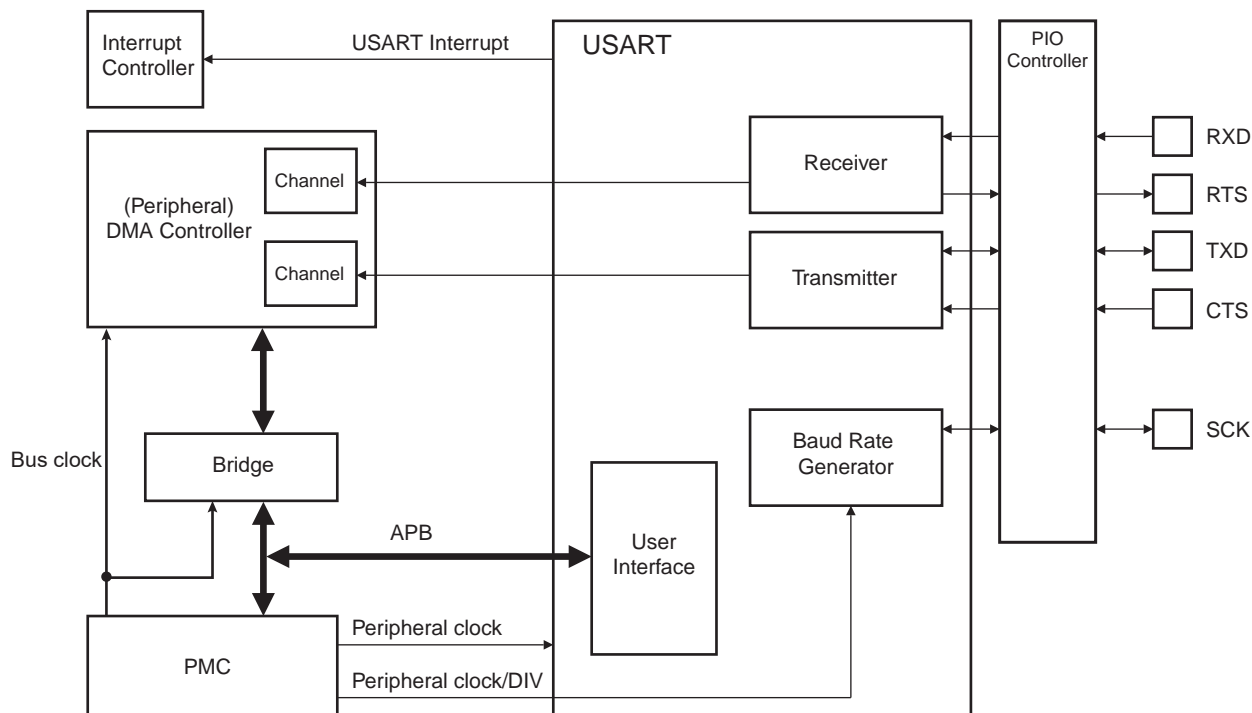 Interrupt
Controller
USART Interrupt
USART
PIO
Controller
(Peripheral)
DMA Controller
Channel
Channel
Receiver
Transmitter
RXD
RTS
TXD
CTS
SCK
Baud Rate
Generator
Bus clock
Bridge
APB
User
Interface
PMC
Peripheral clock
Peripheral clock/DIV